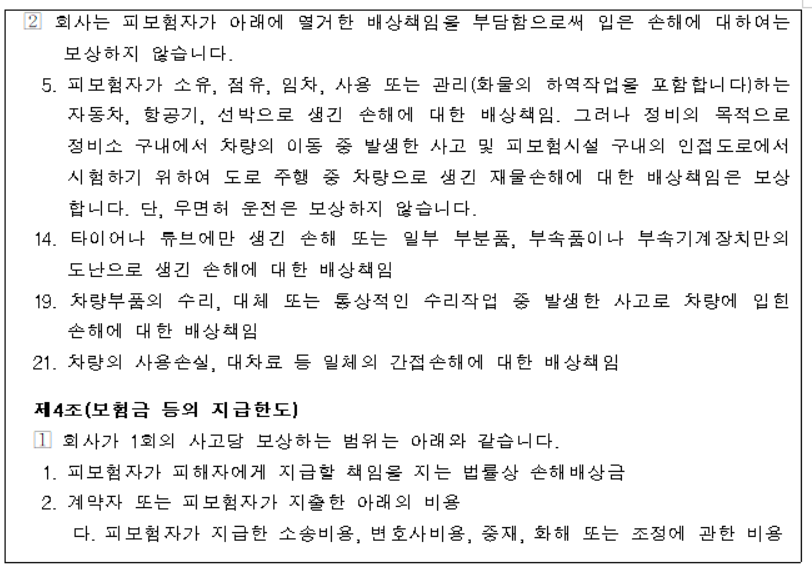 2 회사는 피보험자가 아래에 열거한 배상책임을 부담함으로써 입은 손해에 대하여는
보상하지 않습니다.
5. 피보험자가 소유, 점유, 임차, 사용 또는 관리(화물의 하역작업을 포함합니다)하는
자동차, 항공기, 선박으로 생긴 손해에 대한 배상책임. 그러나 정비의 목적으로
정비소 구내에서 차량의 이동 중 발생한 사고 및 피보험시설 구내의 인접도로에서
시험하기 위하여 도로 주행 중 차량으로 생긴 재물손해에 대한 배상책임은 보상
합니다. 단, 무면허 운전은 보상하지 않습니다.
14. 타이어나 튜브에만 생긴 손해 또는 일부 부분품, 부속품이나 부속기계장치만의
도난으로 생긴 손해에 대한 배상책임
19. 차량부품의 수리, 대체 또는 통상적인 수리작업 중 발생한 사고로 차량에 입힌
손해에 대한 배상책임
21. 차량의 사용손실, 대차료 등 일체의 간접손해에 대한 배상책임
제4조(보험금 등의 지급한도)
1 회사가 1회의 사고당 보상하는 범위는 아래와 같습니다.
1. 피보험자가 피해자에게 지급할 책임을 지는 법률상 손해배상금
2. 계약자 또는 피보험자가 지출한 아래의 비용
다. 피보험자가 지급한 소송비용, 변호사비용, 중재, 화해 또는 조정에 관한 비용